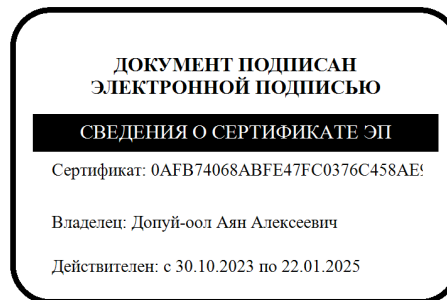 ДОКУМЕНТ ПОДПИСАН
ЭЛЕКТРОННОЙ ПОДПИСЬЮ
СВЕДЕНИЯ О СЕРТИФИКАТЕ ЭП
Сертификат: 0AFB74068ABFE47FC0376C458AE9
Владелец: Допуй-оол Аян Алексеевич
Действителен: с 30.10.2023 по 22.01.2025